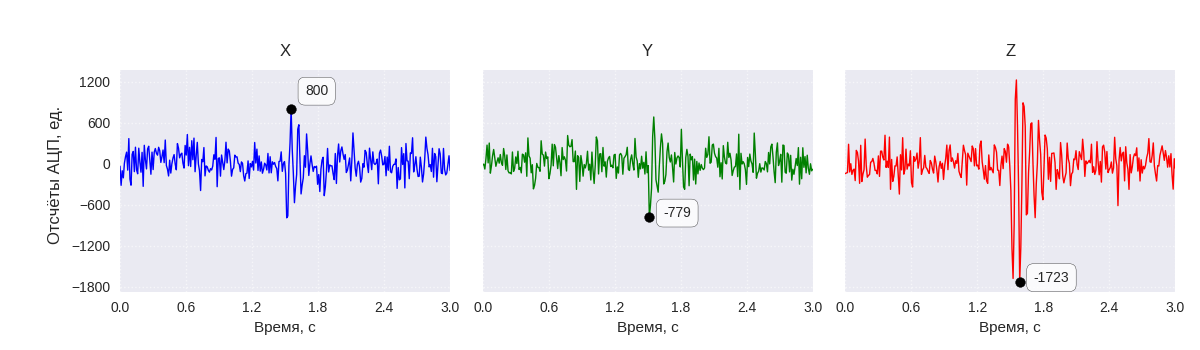 X
Y
Z
Отсчёты АЦП, ед.
1200
600
0
−600
−1200
−1800
800
-779
-1723
0.0 0.6 1.2 1.8 2.4 3.0
0.0 0.6 1.2 1.8 2.4 3.0
0.0 0.6 1.2 1.8 2.4 3.0
Время, с
Время, с
Время, с